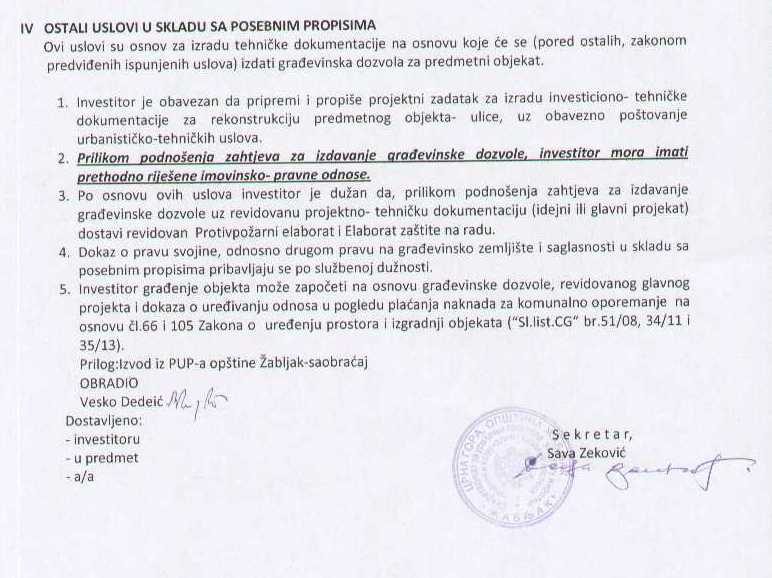 IV OSTALI USLOVI U SKLADU SA POSEBNIM PROPISIMA
Ovi uslovi su osnov za izradu tehničke dokumentacije na osnovu koje će se (pored ostalih, zakonom
predviđenih ispunjenih uslova) izdati građevinska dozvola za predmetni objekat.
1. Investitor je obavezan da pripremi i propiše projektni zadatak za izradu investiciono- tehničke
dokumentacije za rekonstrukciju predmetnog objekta- ulice, uz obavezno poštovanje
urbanističko-tehničkih uslova.
2. Prilikom podnošenja zahtjeva za izdavanje građevinske dozvole, investitor mora imati
prethodno riješene imovinsko- pravne odnose.
3. Po osnovu ovih uslova investitor je dužan da, prilikom podnošenja zahtjeva za izdavanje
građevinske dozvole uz revidovanu projektno- tehničku dokumentaciju (idejni ili glavni projekat)
dostavi revidovan Protivpožarni elaborat i Elaborat zaštite na radu.
4. Dokaz o pravu svojine, odnosno drugom pravu na građevinsko zemljište i saglasnosti u skladu sa
posebnim propisima pribavljaju se po službenoj dužnosti.
5. Investitor građenje objekta može započeti na osnovu građevinske dozvole, revidovanog glavnog
projekta i dokaza o uređivanju odnosa u pogledu plaćanja naknada za komunalno oporemanje na
osnovu čl.66 i 105 Zakona o uređenju prostora i izgradnji objekata ("Sl.list.CG" br.51/08, 34/11 i
35/13).
Prilog:Izvod iz PUP-a opštine Žabljak-saobraćaj
OBRADIO
Vesko Dedeić
Dostavljeno:
- investitoru
- u predmet
- a/a
S e k r e t a r,
Sava Zeković
ЦРНА ГОРА ОПШТИНА
ЖАБЉАК